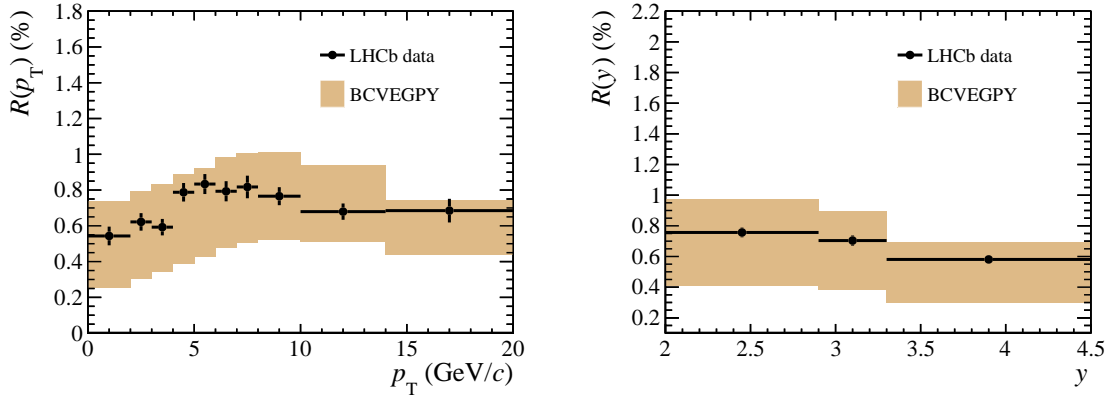 R(p_T) (%)
1.8
1.6
1.4
1.2
1
0.8
0.6
0.4
0.2
0
LHCb data
BCVEGPY
0 5 10 15 20
p_T (GeV/c)
R(y) (%)
2.2
2
1.8
1.6
1.4
1.2
1
0.8
0.6
0.4
0.2
LHCb data
BCVEGPY
2 2.5 3 3.5 4 4.5
y